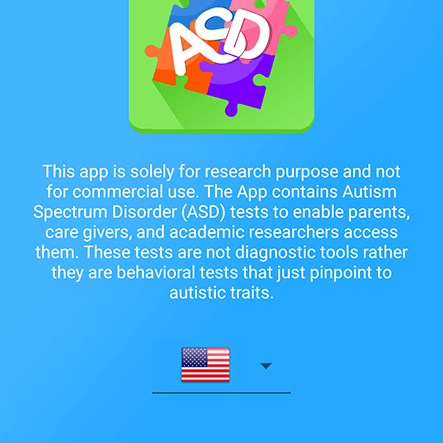 ASD
This app is solely for research purpose and not
for commercial use. The App contains Autism
Spectrum Disorder (ASD) tests to enable parents,
care givers, and academic researchers access
them. These tests are not diagnostic tools rather
they are behavioral tests that just pinpoint to
autistic traits.